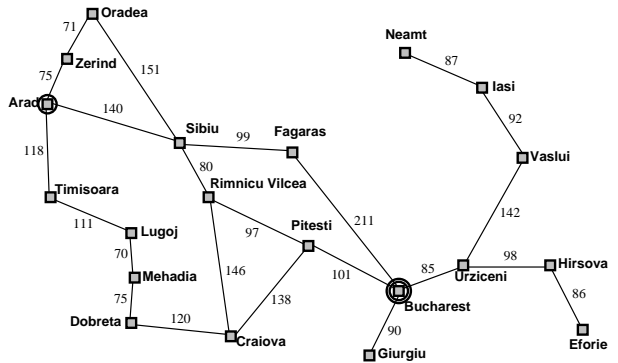 Oradea
71
Neamt
87
Zerind
151
75
Iasi
Arad
140
92
Sibiu
99
Fagaras
118
Vaslui
80
Timisoara
Rimnicu Vilcea
111
142
211
Lugoj
97
Pitesti
70
98
Hirsova
146
101
85
Mehadia
Urziceni
138
86
75
Bucharest
120
Dobreta
90
Craiova
Eforie
Giurgiu